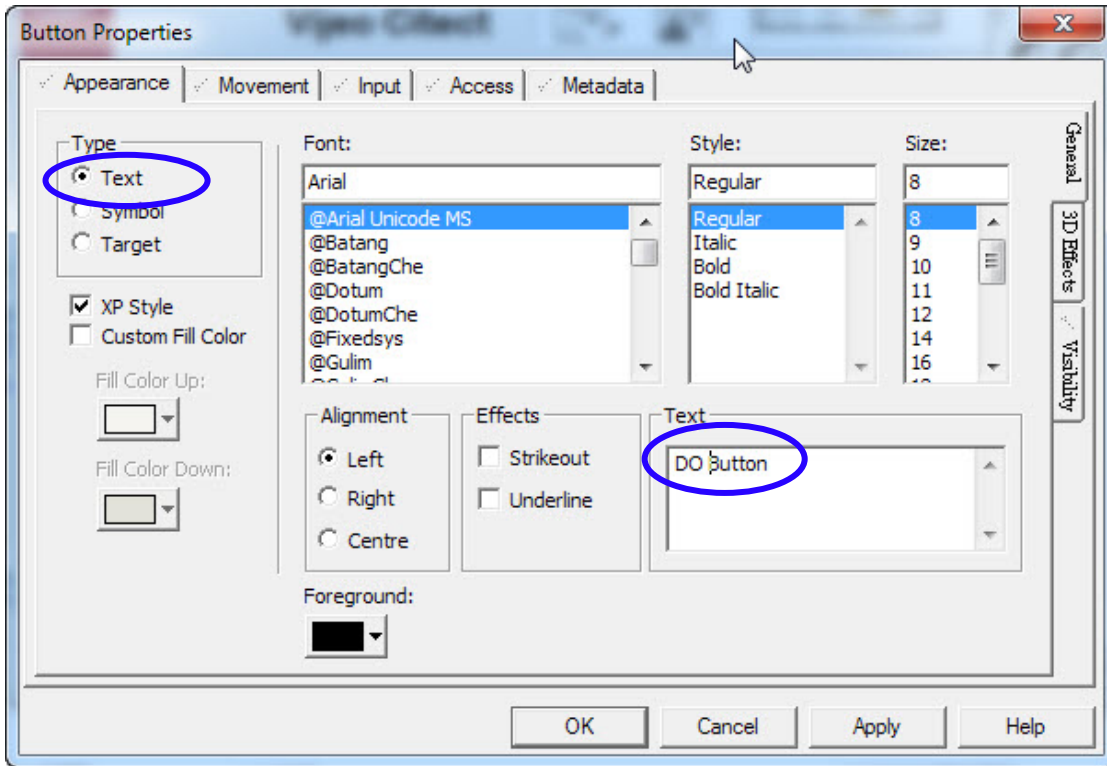 Button Properties
Vijeo Citect
Appearance
Movement
Input
Access
Metadata
General
3D Effects
Visibility
Type
Text
Symbol
Target
XP Style
Custom Fill Color
Fill Color Up:
Fill Color Down:
Font:
Arial
@Arial Unicode MS
@Batang
@BatangChe
@Dotum
@DotumChe
@Fixedsys
@Gulim
Style:
Regular
Regular
Italic
Bold
Bold Italic
Size:
8
8
9
10
11
12
14
16
Alignment
Left
Right
Centre
Effects
Strikeout
Underline
Text
DO Button
Foreground:
OK
Cancel
Apply
Help